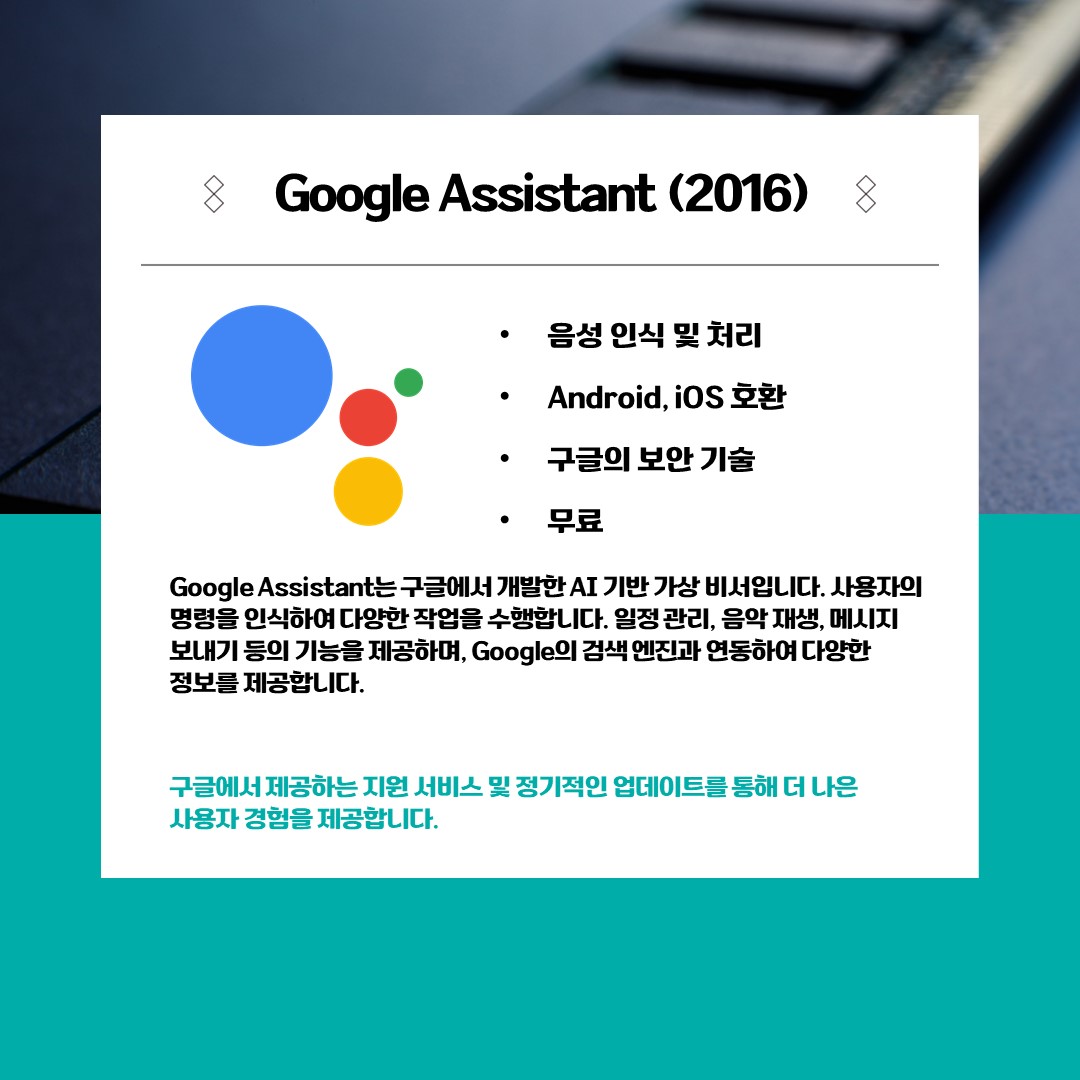 Google Assistant (2016)
• 음성 인식 및 처리
• Android, iOS 호환
• 구글의 보안 기술
• 무료
Google Assistant는 구글에서 개발한 AI 기반 가상 비서입니다. 사용자의
명령을 인식하여 다양한 작업을 수행합니다. 일정 관리, 음악 재생, 메시지
보내기 등의 기능을 제공하며, Google의 검색 엔진과 연동하여 다양한
정보를 제공합니다.
구글에서 제공하는 지원 서비스 및 정기적인 업데이트를 통해 더 나은
사용자 경험을 제공합니다.